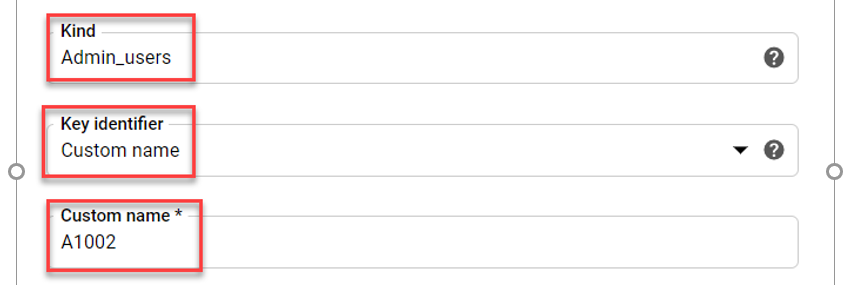 Kind
Admin_users
Key identifier
Custom name
Custom name *
A1002